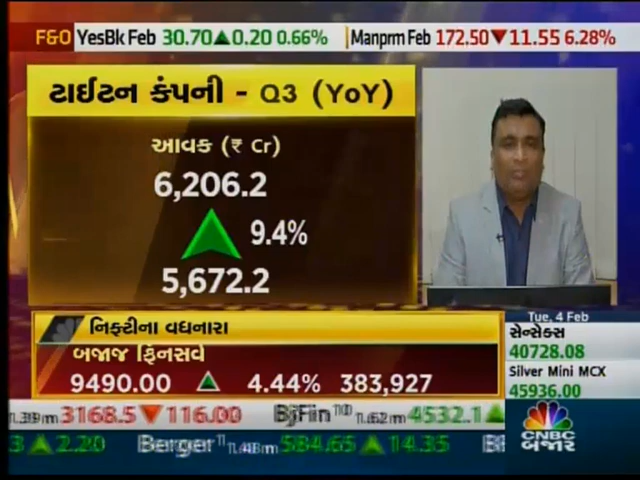 F&O YesBk Feb 30.70▲0.20 0.66% Manprm Feb 172.50▼11.55 6.28%
ટાઈટન કંપની - Q3 (YoY)
આવક (₹ Cr)
6,206.2
▲ 9.4%
5,672.2
નિફ્ટીના વધનારા
બજાજ ફિનસર્વ
9490.00 ▲ 4.44% 383,927
Tue, 4 Feb
સેન્સેક્સ
40728.08
Silver Mini MCX
45936.00
3168.5 ▼ 116.00 BjFin 4532.1 ▲
3 ▲ 2.20 Berger 584.65 ▲ 14.35
CNBC
બજાર